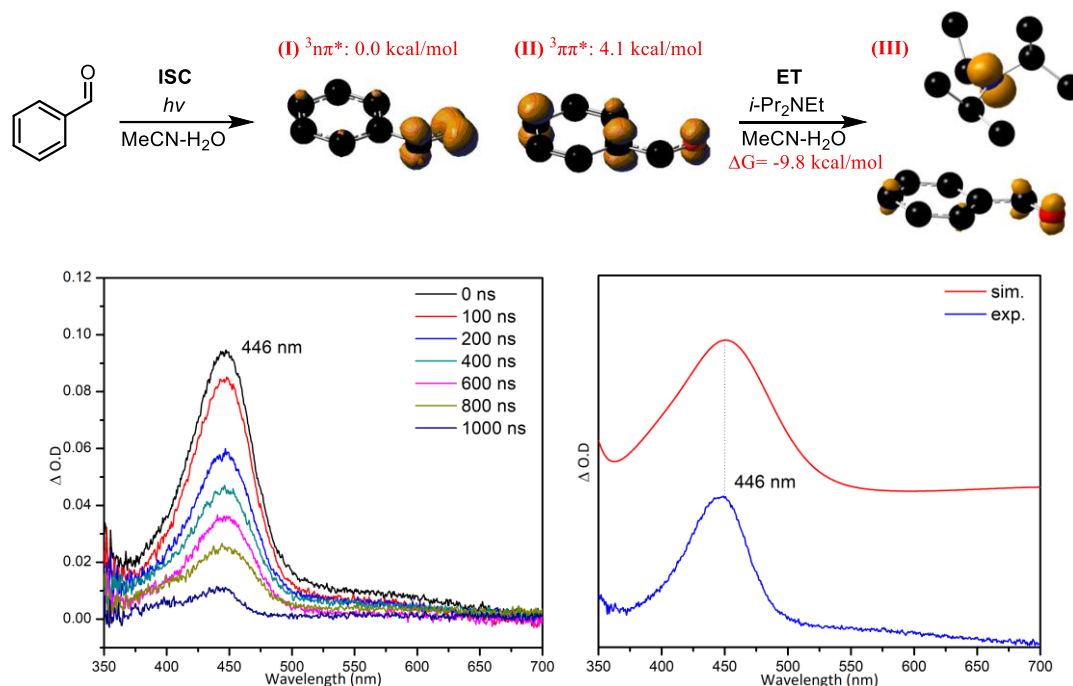 (I) ³nπ*: 0.0 kcal/mol
(II) ³ππ*: 4.1 kcal/mol
(III)
O
H
ISC
hv
MeCN-H₂O
ET
i-Pr₂NEt
MeCN-H₂O
ΔG= -9.8 kcal/mol
0.12
0.10
0.08
0.06
0.04
0.02
0.00
Δ O.D
446 nm
0 ns
100 ns
200 ns
400 ns
600 ns
800 ns
1000 ns
350 400 450 500 550 600 650 700
Wavelength (nm)
Δ O.D
sim.
exp.
446 nm
350 400 450 500 550 600 650 700
Wavelength (nm)